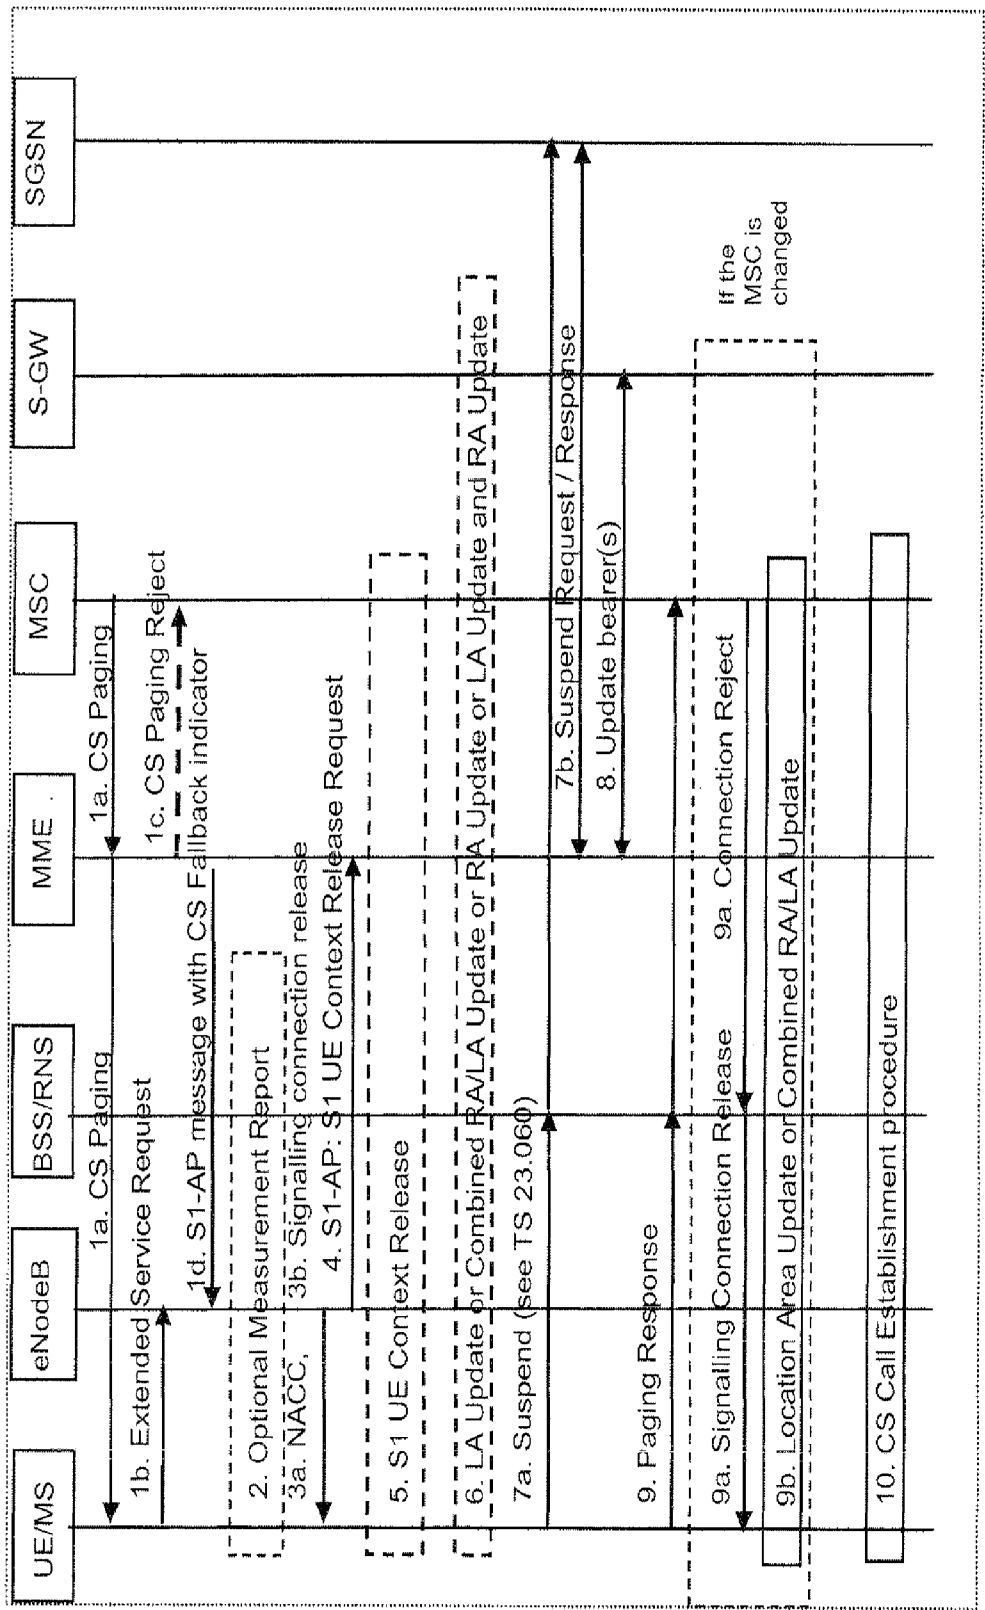 UE/MS
eNodeB
BSS/RNS
MME .
MSC
S-GW
SGSN
1a. CS Paging
1a. CS Paging
1b. Extended Service Request
1c. CS Paging Reject
1d. S1-AP message with CS Fallback indicator
2. Optional Measurement Report
3a. NACC,
3b. Signalling connection release
4. S1-AP: S1 UE Context Release Request
5. S1 UE Context Release
6. LA Update or Combined RA/LA Update or RA Update or LA Update and RA Update
7a. Suspend (see TS 23.060)
7b. Suspend Request / Response
8. Update bearer(s)
9. Paging Response
9a. Signalling Connection Release
9a. Connection Reject
If the
MSC is
changed
9b. Location Area Update or Combined RA/LA Update
10. CS Call Establishment procedure